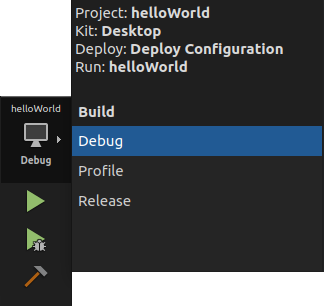 Project: helloWorld
Kit: Desktop
Deploy: Deploy Configuration
Run: helloWorld
helloWorld
Debug
Build
Debug
Profile
Release